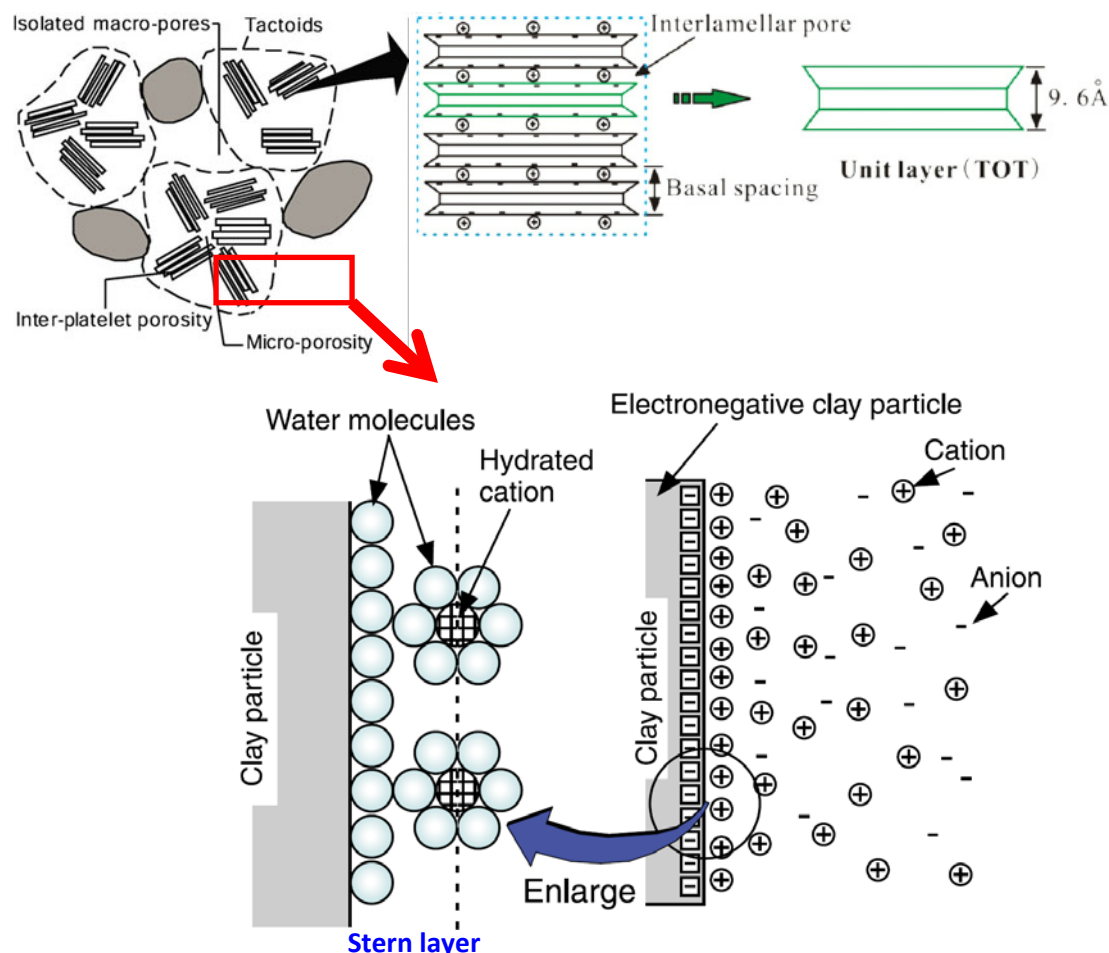 Isolated macro-pores
Tactoids
Inter-platelet porosity
Micro-porosity
Interlamellar pore
Basal spacing
9.6Å
Unit layer (TOT)
Water molecules
Hydrated
cation
Clay particle
Stern layer
Electronegative clay particle
Cation
Anion
Clay particle
Enlarge